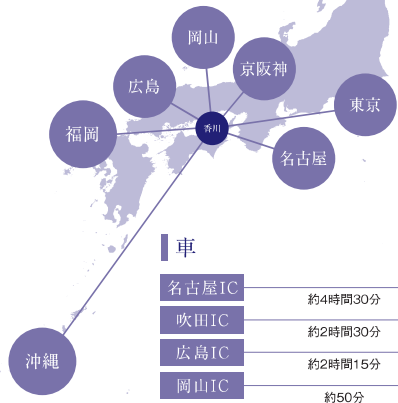 岡山
京阪神
広島
東京
福岡
香川
名古屋
沖縄
車
名古屋IC
約4時間30分
吹田IC
約2時間30分
広島IC
約2時間15分
岡山IC
約50分